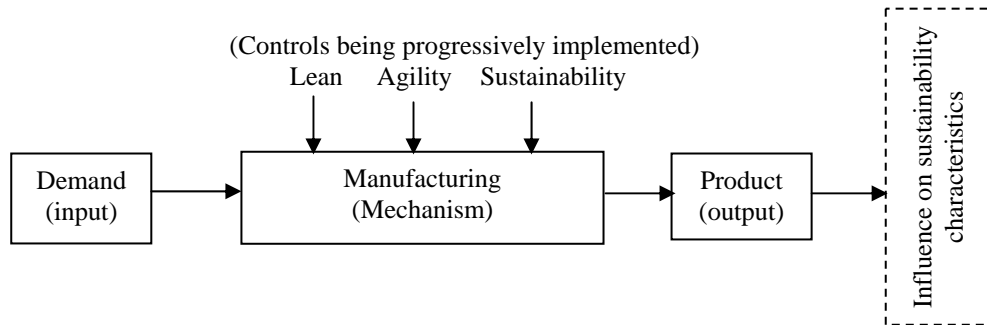 (Controls being progressively implemented)
Lean Agility Sustainability
Demand
(input)
Manufacturing
(Mechanism)
Product
(output)
Influence on sustainability
characteristics